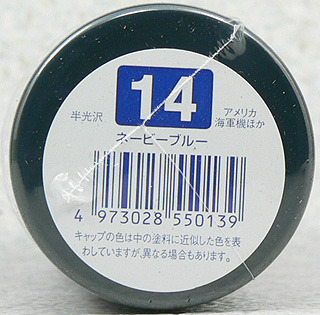 14
半光沢
アメリカ
海軍機ほか
ネービーブルー
4 973028 550139
キャップの色は中の塗料に近似した色を表
わしていますが、異なる場合もあります。